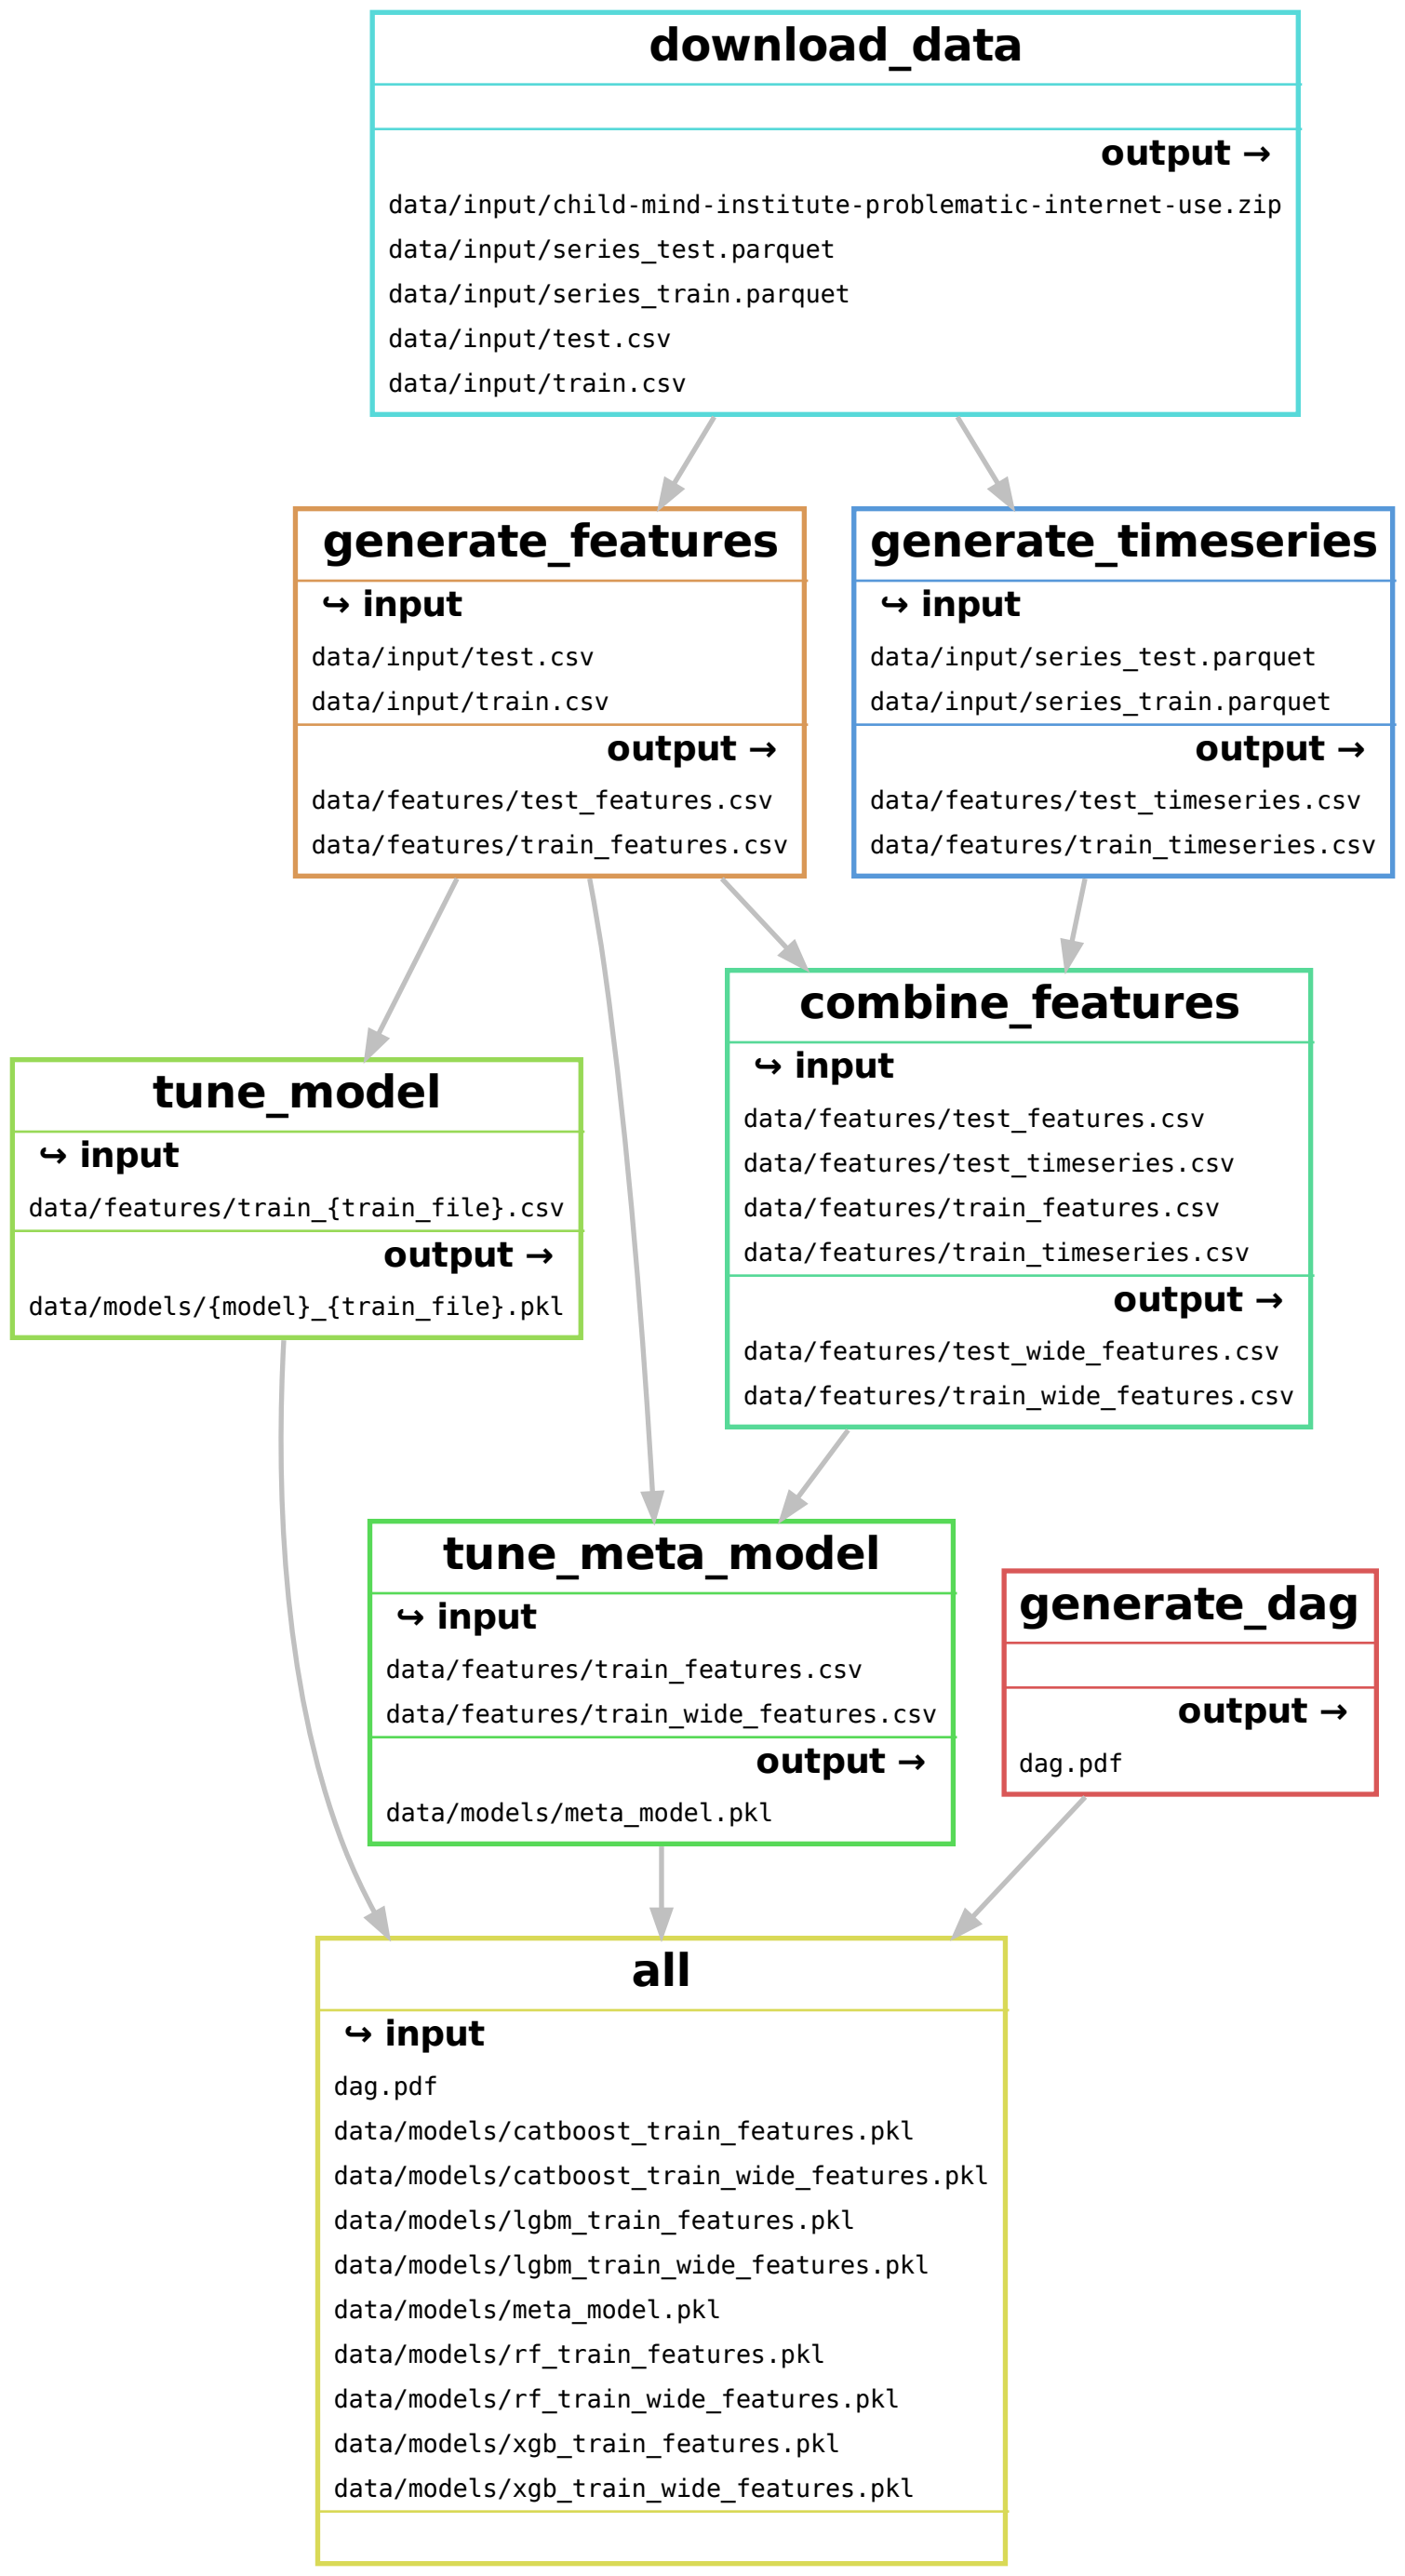 download_data
output →
data/input/child-mind-institute-problematic-internet-use.zip
data/input/series_test.parquet
data/input/series_train.parquet
data/input/test.csv
data/input/train.csv
generate_features
↪ input
data/input/test.csv
data/input/train.csv
output →
data/features/test_features.csv
data/features/train_features.csv
generate_timeseries
↪ input
data/input/series_test.parquet
data/input/series_train.parquet
output →
data/features/test_timeseries.csv
data/features/train_timeseries.csv
combine_features
↪ input
data/features/test_features.csv
data/features/test_timeseries.csv
data/features/train_features.csv
data/features/train_timeseries.csv
output →
data/features/test_wide_features.csv
data/features/train_wide_features.csv
tune_model
↪ input
data/features/train_{train_file}.csv
output →
data/models/{model}_{train_file}.pkl
tune_meta_model
↪ input
data/features/train_features.csv
data/features/train_wide_features.csv
output →
data/models/meta_model.pkl
generate_dag
output →
dag.pdf
all
↪ input
dag.pdf
data/models/catboost_train_features.pkl
data/models/catboost_train_wide_features.pkl
data/models/lgbm_train_features.pkl
data/models/lgbm_train_wide_features.pkl
data/models/meta_model.pkl
data/models/rf_train_features.pkl
data/models/rf_train_wide_features.pkl
data/models/xgb_train_features.pkl
data/models/xgb_train_wide_features.pkl